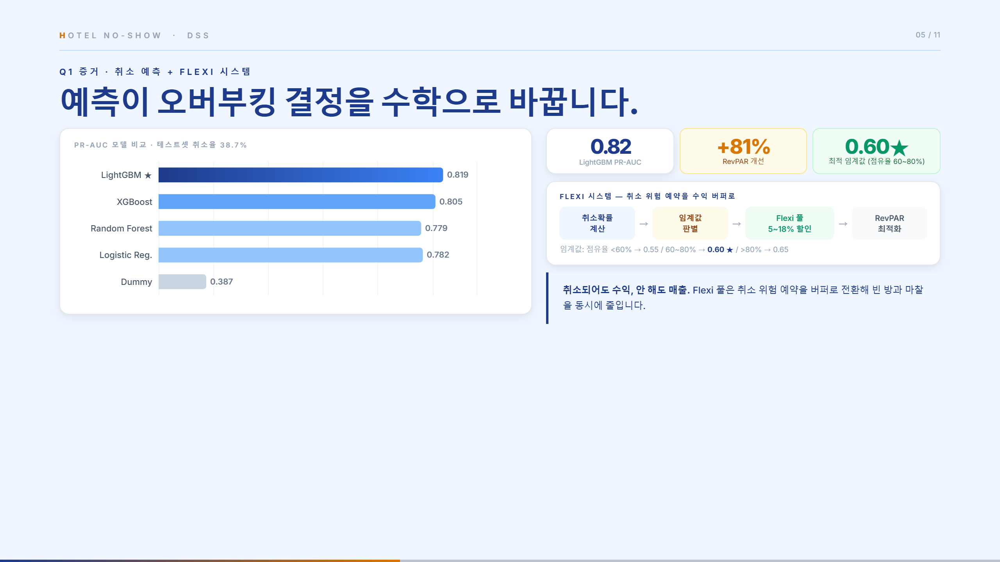 HOTEL NO-SHOW · DSS
05 / 11
Q1 증거 · 취소 예측 + FLEXI 시스템
예측이 오버부킹 결정을 수학으로 바꿉니다.
PR-AUC 모델 비교 · 테스트셋 취소율 38.7%
LightGBM ★ 0.819
XGBoost 0.805
Random Forest 0.779
Logistic Reg. 0.782
Dummy 0.387
0.82
LightGBM PR-AUC
+81%
RevPAR 개선
0.60★
최적 임계값 (점유율 60~80%)
FLEXI 시스템 — 취소 위험 예약을 수익 버퍼로
취소확률
계산
→
임계값
판별
→
Flexi 풀
5~18% 할인
→
RevPAR
최적화
임계값: 점유율 <60% → 0.55 / 60~80% → 0.60 ★ / >80% → 0.65
취소되어도 수익, 안 해도 매출. Flexi 풀은 취소 위험 예약을 버퍼로 전환해 빈 방과 마찰
을 동시에 줄입니다.